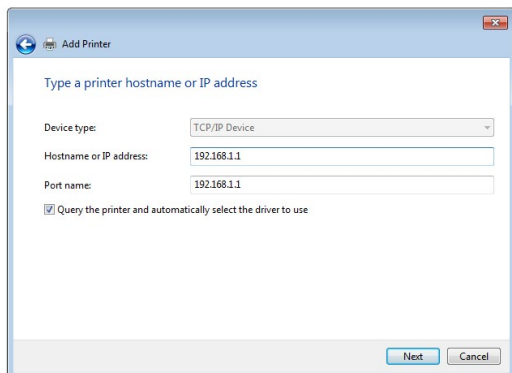 Add Printer
Type a printer hostname or IP address
Device type: TCP/IP Device
Hostname or IP address: 192.168.1.1
Port name: 192.168.1.1
Query the printer and automatically select the driver to use
Next Cancel